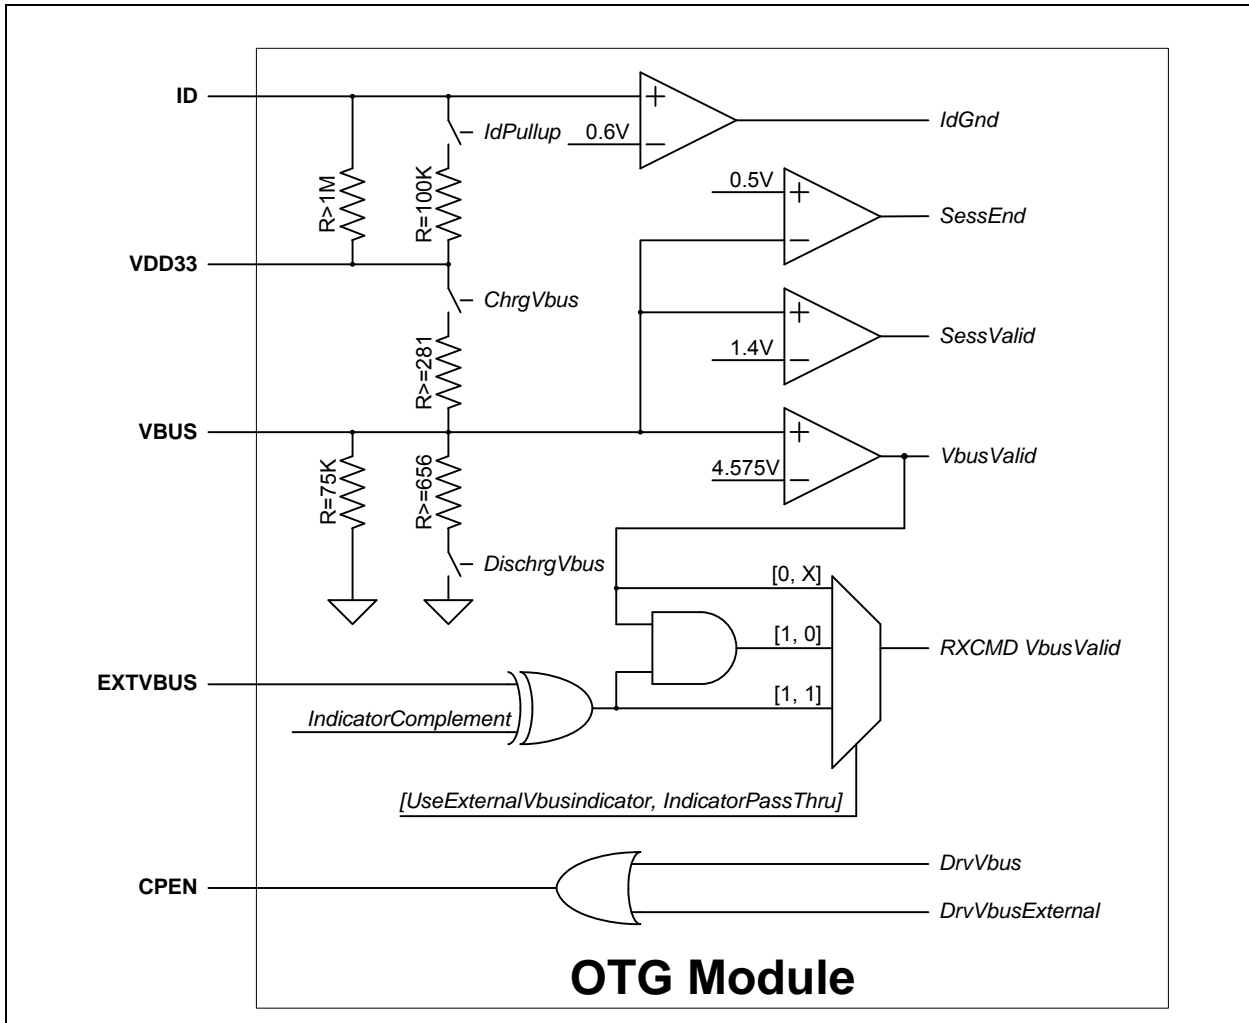 ID
IdPullup
0.6V
+
−
IdGnd
R>1M
R=100K
0.5V
+
−
SessEnd
VDD33
ChrgVbus
R>=281
+
1.4V
−
SessValid
VBUS
+
4.575V
−
VbusValid
R=75K
R>=656
DischrgVbus
[0, X]
[1, 0]
RXCMD VbusValid
EXTVBUS
[1, 1]
IndicatorComplement
[UseExternalVbusindicator, IndicatorPassThru]
DrvVbus
CPEN
DrvVbusExternal
OTG Module